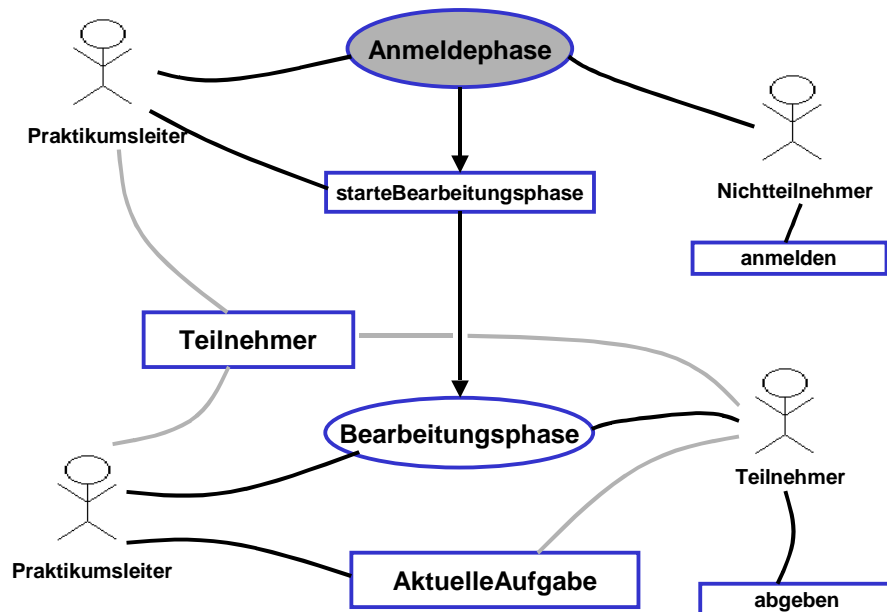 Anmeldephase
Praktikumsleiter
starteBearbeitungsphase
Nichtteilnehmer
anmelden
Teilnehmer
Bearbeitungsphase
Teilnehmer
Praktikumsleiter
AktuelleAufgabe
abgeben